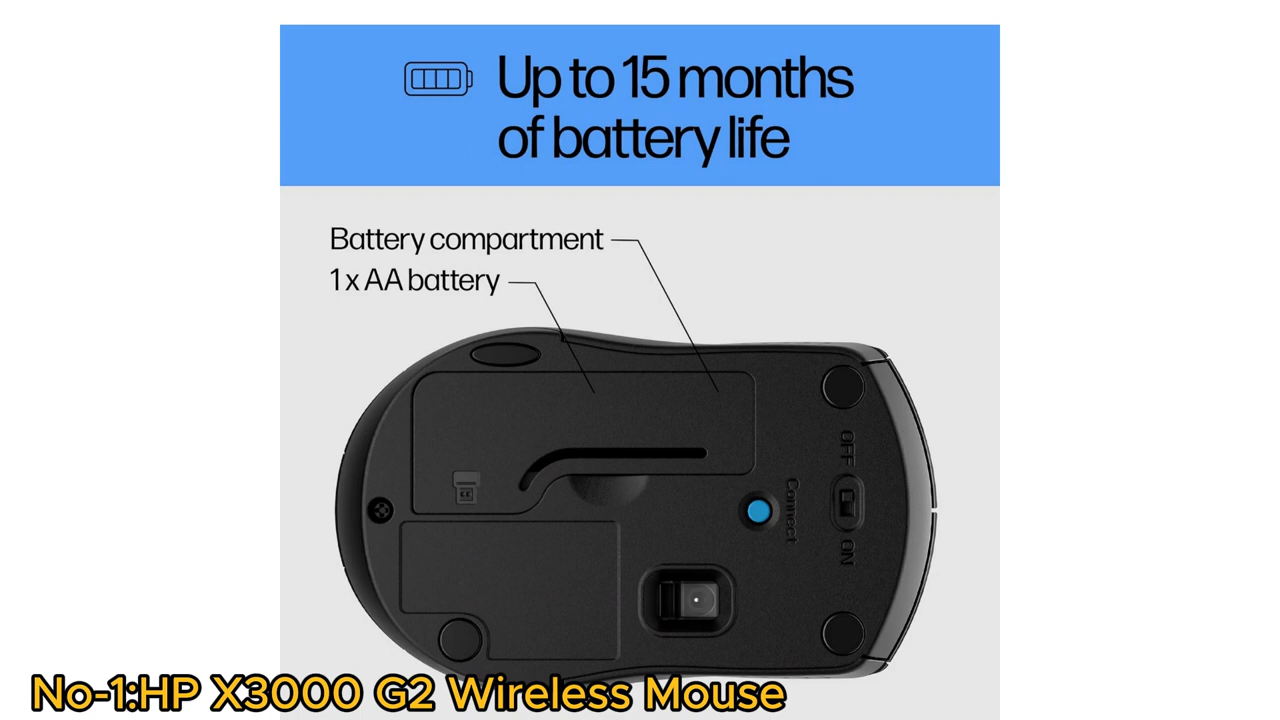 Up to 15 months
of battery life
Battery compartment
1 x AA battery
OFF
Connect
ON
No-1:HP X3000 G2 Wireless Mouse